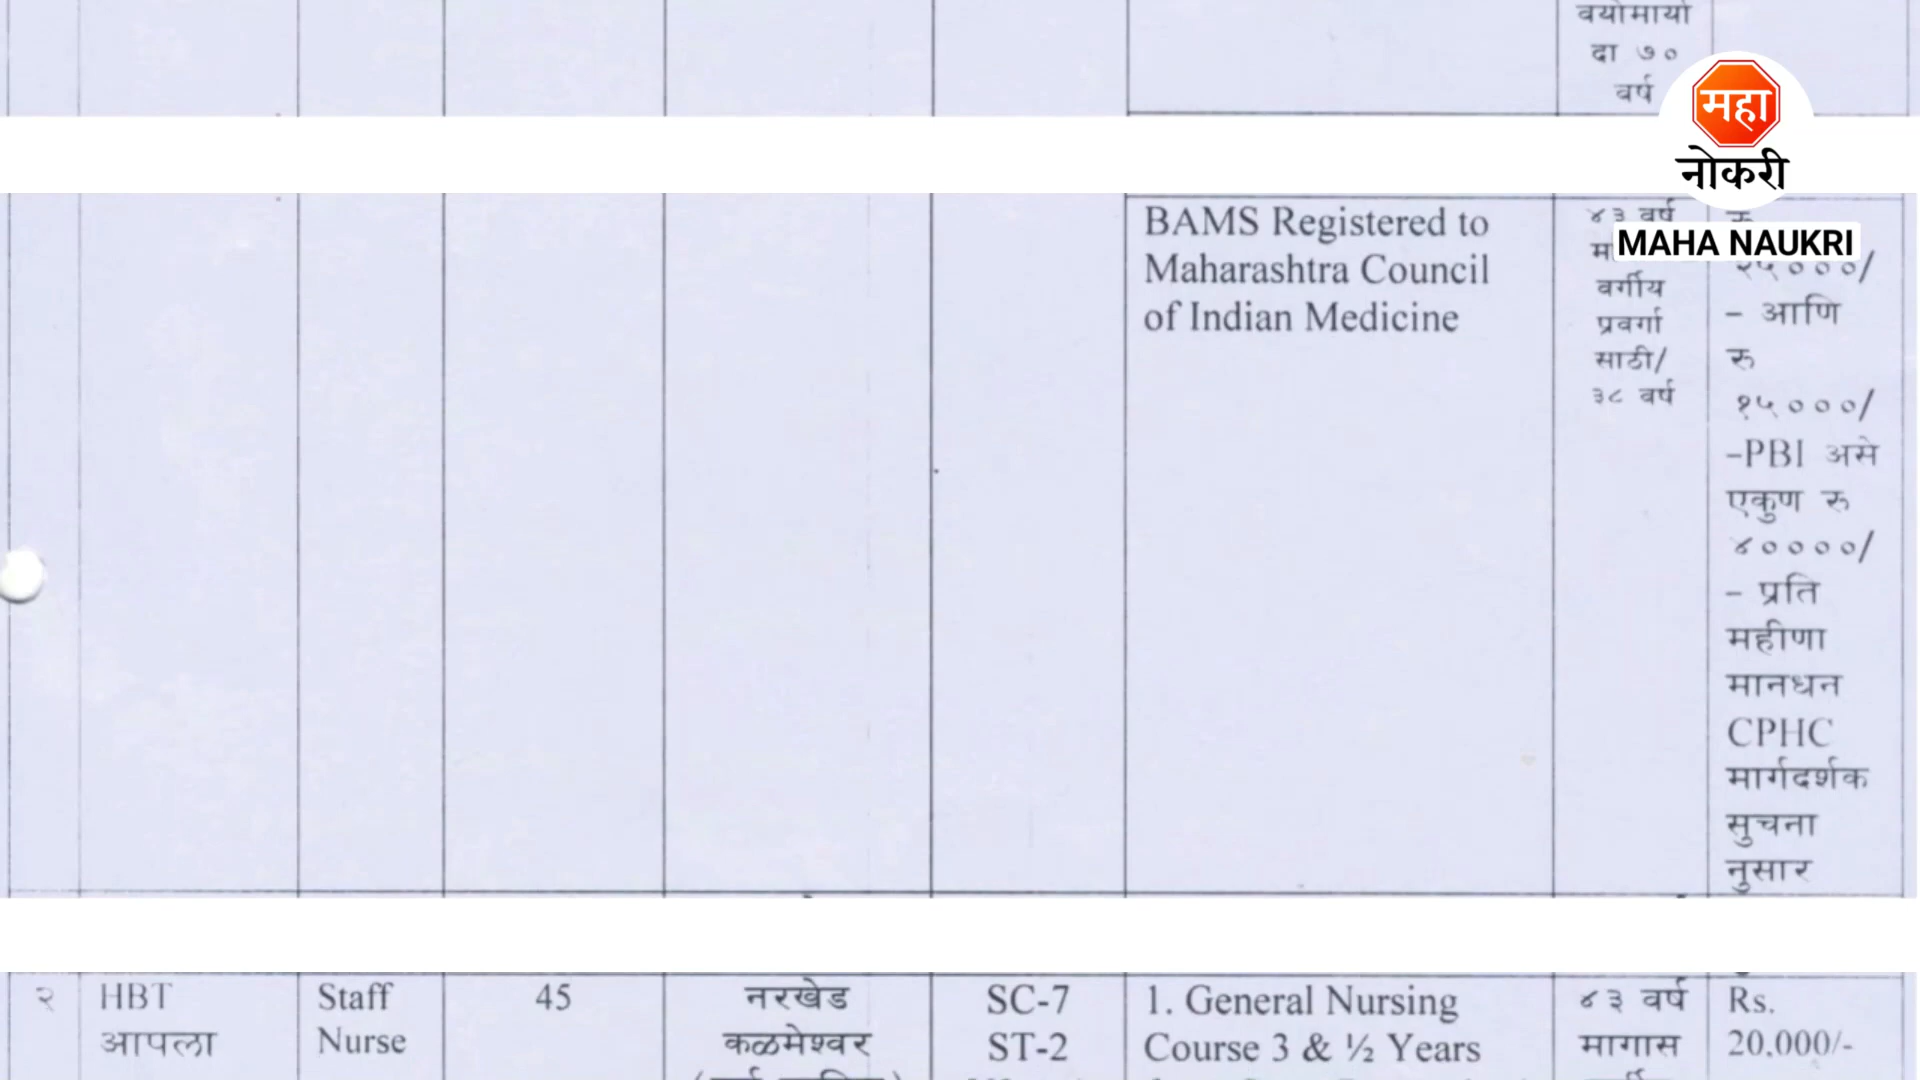 वयोमार्या
दा ७०
वर्ष
महा
नोकरी
MAHA NAUKRI
BAMS Registered to
Maharashtra Council
of Indian Medicine
४३ वर्ष
वर्गीय
प्रवर्गा
साठी/
३८ वर्ष
रु
२५०००/
- आणि
रु
१५०००/
-PBI असे
एकुण रु
४००००/
- प्रति
महीणा
मानधन
CPHC
मार्गदर्शक
सुचना
नुसार
२
HBT
आपला
Staff
Nurse
45
नरखेड
कळमेश्वर
SC-7
ST-2
1. General Nursing
Course 3 & ½ Years
४३ वर्ष
मागास
Rs.
20,000/-